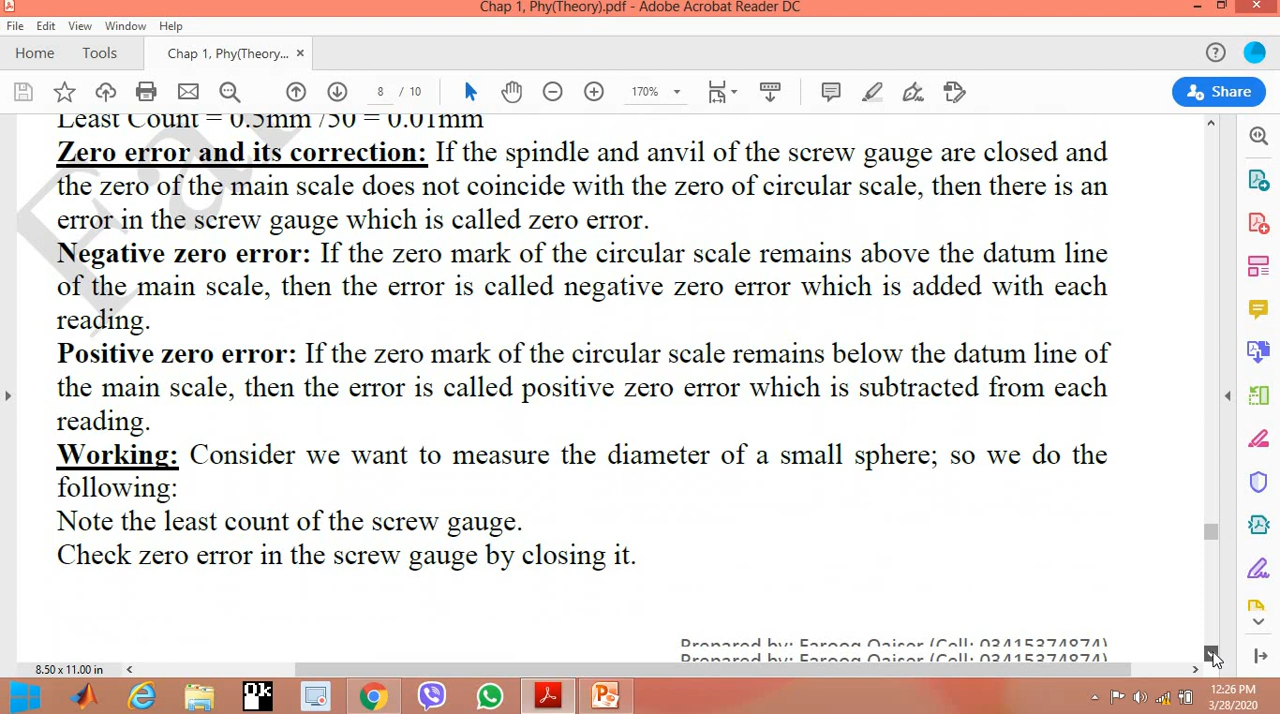 Chap 1, Phy(Theory).pdf - Adobe Acrobat Reader DC
File Edit View Window Help
Home Tools Chap 1, Phy(Theory... ×
8 / 10 170% Share
Least Count = 0.5mm /50 = 0.01mm
Zero error and its correction: If the spindle and anvil of the screw gauge are closed and
the zero of the main scale does not coincide with the zero of circular scale, then there is an
error in the screw gauge which is called zero error.
Negative zero error: If the zero mark of the circular scale remains above the datum line
of the main scale, then the error is called negative zero error which is added with each
reading.
Positive zero error: If the zero mark of the circular scale remains below the datum line of
the main scale, then the error is called positive zero error which is subtracted from each
reading.
Working: Consider we want to measure the diameter of a small sphere; so we do the
following:
Note the least count of the screw gauge.
Check zero error in the screw gauge by closing it.
Prepared by: Farooq Qaiser (Cell: 03415374874)
8.50 x 11.00 in
12:26 PM
3/28/2020